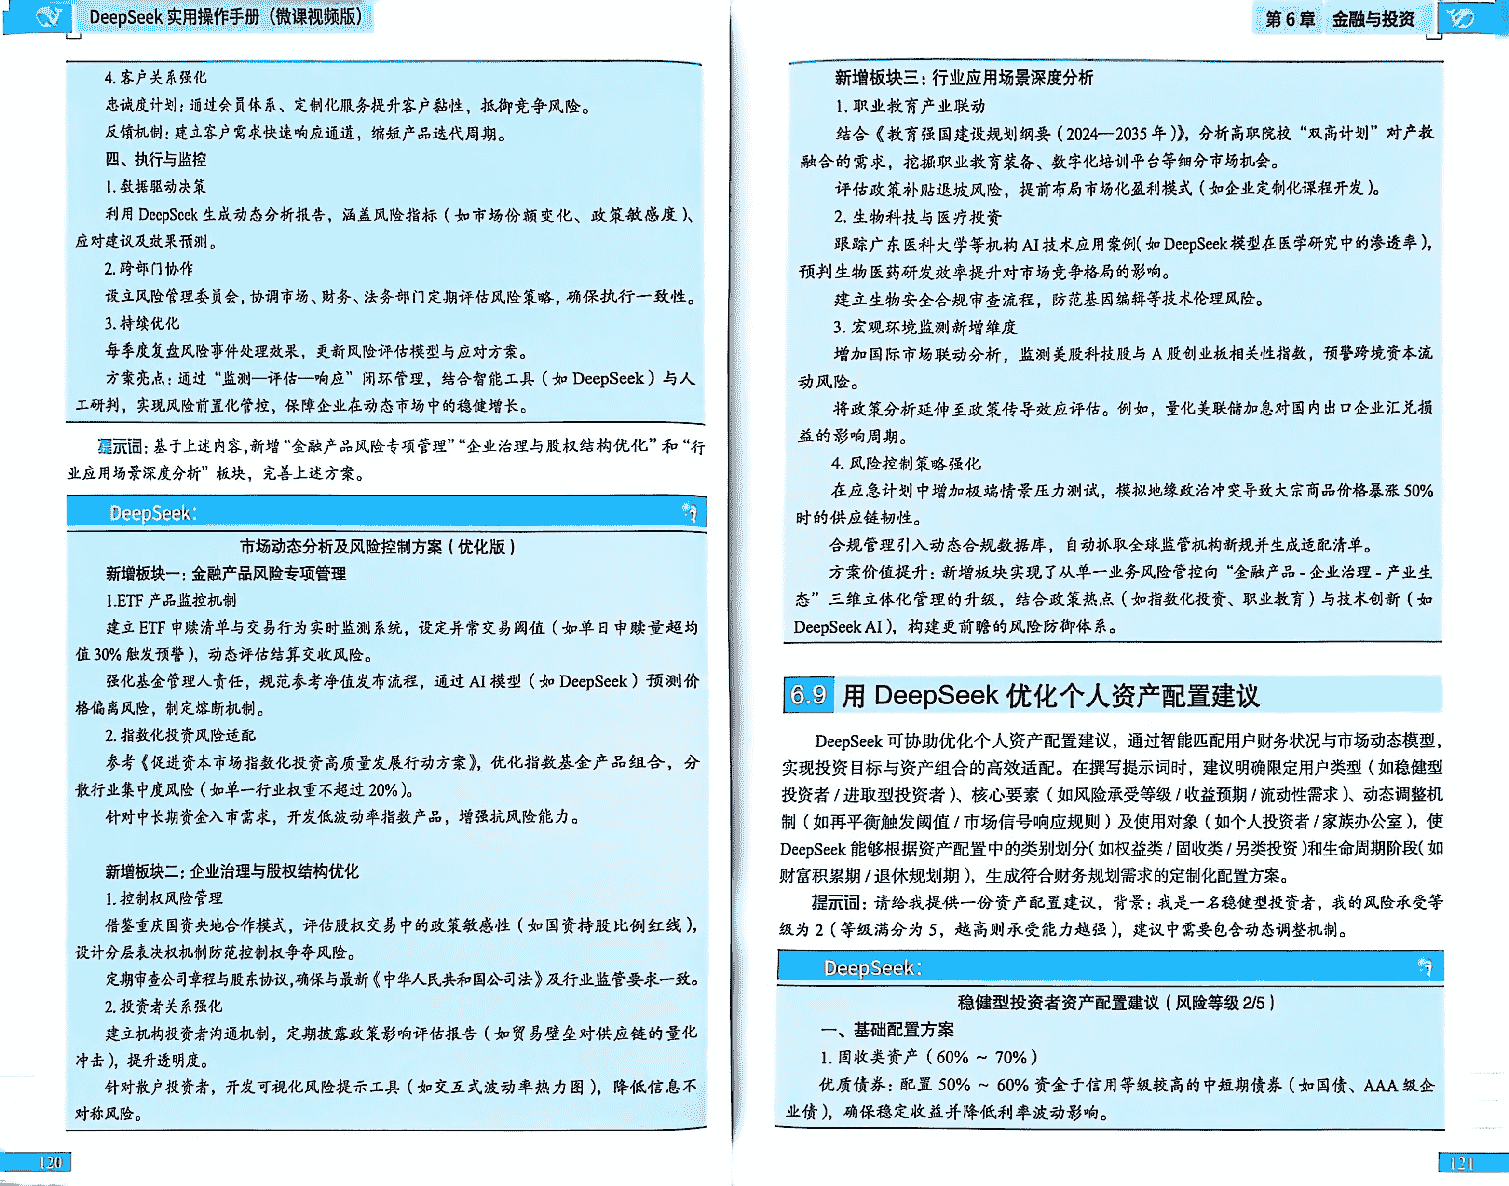 DeepSeek 实用操作手册（微课视频版）
4. 客户关系强化
忠诚度计划：通过会员体系、定制化服务提升客户黏性，抵御竞争风险。
反馈机制：建立客户需求快速响应通道，缩短产品迭代周期。
四、执行与监控
1. 数据驱动决策
利用 DeepSeek 生成动态分析报告，涵盖风险指标（如市场份额变化、政策敏感度）、
应对建议及效果预测。
2. 跨部门协作
设立风险管理委员会，协调市场、财务、法务部门定期评估风险策略，确保执行一致性。
3. 持续优化
每季度复盘风险事件处理效果，更新风险评估模型与应对方案。
方案亮点：通过“监测—评估—响应”闭环管理，结合智能工具（如 DeepSeek）与人
工研判，实现风险前置化管控，保障企业在动态市场中的稳健增长。
提示词：基于上述内容，新增“金融产品风险专项管理”“企业治理与股权结构优化”和“行
业应用场景深度分析”板块，完善上述方案。
DeepSeek：
市场动态分析及风险控制方案（优化版）
新增板块一：金融产品风险专项管理
1.ETF 产品监控机制
建立 ETF 申赎清单与交易行为实时监测系统，设定异常交易阈值（如单日申赎量超均
值 30% 触发预警），动态评估结算交收风险。
强化基金管理人责任，规范参考净值发布流程，通过 AI 模型（如 DeepSeek）预测价
格偏离风险，制定熔断机制。
2. 指数化投资风险适配
参考《促进资本市场指数化投资高质量发展行动方案》，优化指数基金产品组合，分
散行业集中度风险（如单一行业权重不超过 20%）。
针对中长期资金入市需求，开发低波动率指数产品，增强抗风险能力。
新增板块二：企业治理与股权结构优化
1. 控制权风险管理
借鉴重庆国资央地合作模式，评估股权交易中的政策敏感性（如国资持股比例红线），
设计分层表决权机制防范控制权争夺风险。
定期审查公司章程与股东协议，确保与最新《中华人民共和国公司法》及行业监管要求一致。
2. 投资者关系强化
建立机构投资者沟通机制，定期披露政策影响评估报告（如贸易壁垒对供应链的量化
冲击），提升透明度。
针对散户投资者，开发可视化风险提示工具（如交互式波动率热力图），降低信息不
对称风险。
120
第 6 章 金融与投资
新增板块三：行业应用场景深度分析
1. 职业教育产业联动
结合《教育强国建设规划纲要（2024—2035 年）》，分析高职院校“双高计划”对产教
融合的需求，挖掘职业教育装备、数字化培训平台等细分市场机会。
评估政策补贴退坡风险，提前布局市场化盈利模式（如企业定制化课程开发）。
2. 生物科技与医疗投资
跟踪广东医科大学等机构 AI 技术应用案例（如 DeepSeek 模型在医学研究中的渗透率），
预判生物医药研发效率提升对市场竞争格局的影响。
建立生物安全合规审查流程，防范基因编辑等技术伦理风险。
3. 宏观环境监测新增维度
增加国际市场联动分析，监测美股科技股与 A 股创业板相关性指数，预警跨境资本流
动风险。
将政策分析延伸至政策传导效应评估。例如，量化美联储加息对国内出口企业汇兑损
益的影响周期。
4. 风险控制策略强化
在应急计划中增加极端情景压力测试，模拟地缘政治冲突导致大宗商品价格暴涨 50%
时的供应链韧性。
合规管理引入动态合规数据库，自动抓取全球监管机构新规并生成适配清单。
方案价值提升：新增板块实现了从单一业务风险管控向“金融产品 - 企业治理 - 产业生
态”三维立体化管理的升级，结合政策热点（如指数化投资、职业教育）与技术创新（如
DeepSeek AI），构建更前瞻的风险防御体系。
6.9 用 DeepSeek 优化个人资产配置建议
DeepSeek 可协助优化个人资产配置建议，通过智能匹配用户财务状况与市场动态模型，
实现投资目标与资产组合的高效适配。在撰写提示词时，建议明确限定用户类型（如稳健型
投资者 / 进取型投资者）、核心要素（如风险承受等级 / 收益预期 / 流动性需求）、动态调整机
制（如再平衡触发阈值 / 市场信号响应规则）及使用对象（如个人投资者 / 家族办公室），使
DeepSeek 能够根据资产配置中的类别划分（如权益类 / 固收类 / 另类投资）和生命周期阶段（如
财富积累期 / 退休规划期），生成符合财务规划需求的定制化配置方案。
提示词：请给我提供一份资产配置建议，背景：我是一名稳健型投资者，我的风险承受等
级为 2（等级满分为 5，越高则承受能力越强），建议中需要包含动态调整机制。
DeepSeek：
稳健型投资者资产配置建议（风险等级 2/5）
一、基础配置方案
1. 固收类资产（60% ～ 70%）
优质债券：配置 50% ～ 60% 资金于信用等级较高的中短期债券（如国债、AAA 级企
业债），确保稳定收益并降低利率波动影响。
121